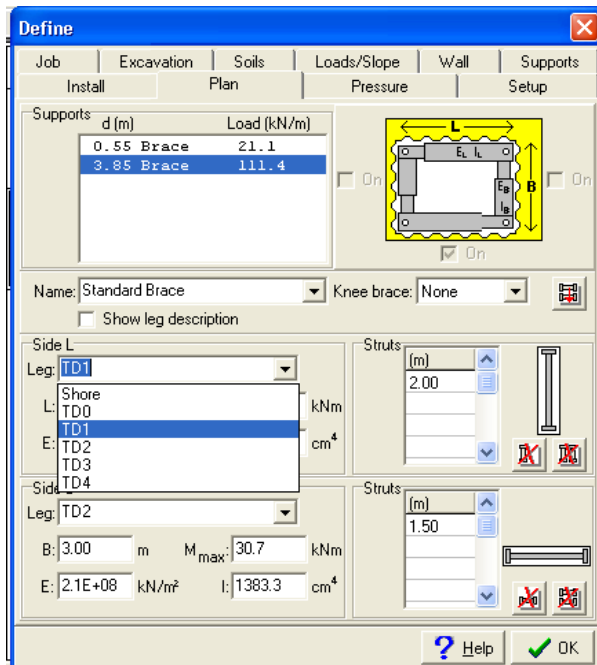 Define
Job Excavation Soils Loads/Slope Wall Supports
Install Plan Pressure Setup
Supports
d (m) Load (kN/m)
0.55 Brace 21.1
3.85 Brace 111.4
L
EL IL
EB
IB
B
On
On
On
Name: Standard Brace Knee brace: None
Show leg description
Side L
Leg: TD1
Shore
TD0
TD1
TD2
TD3
TD4
L: kNm
E: cm4
Struts
(m)
2.00
Leg: TD2
B: 3.00 m Mmax: 30.7 kNm
E: 2.1E+08 kN/m² I: 1383.3 cm4
Struts
(m)
1.50
? Help OK